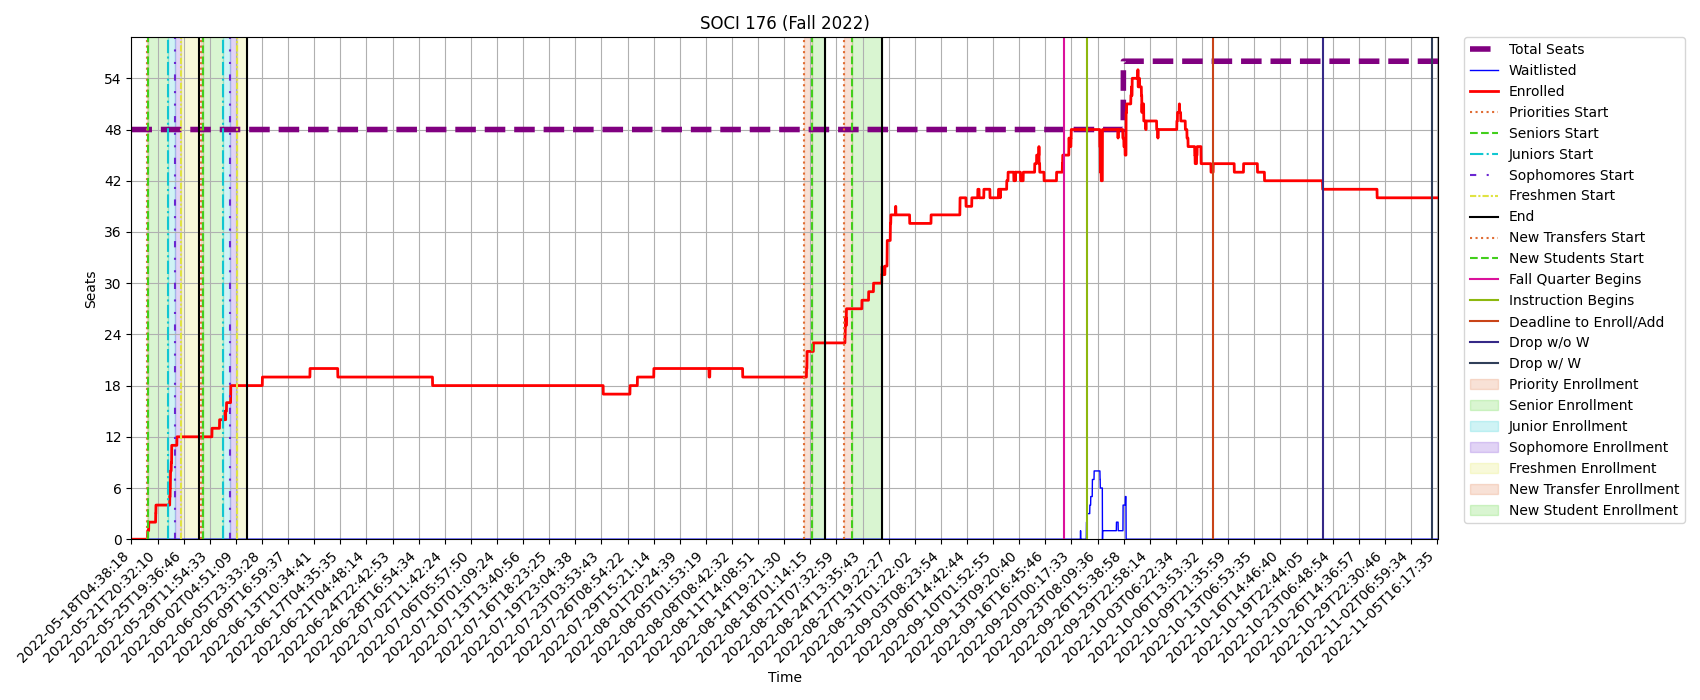 SOCI 176 (Fall 2022)
Seats
54
48
42
36
30
24
18
12
6
0
2022-05-18T04:38:18
2022-05-21T20:32:10
2022-05-25T19:36:46
2022-05-29T11:54:33
2022-06-02T04:51:09
2022-06-05T23:33:28
2022-06-09T16:59:37
2022-06-13T10:34:41
2022-06-17T04:35:35
2022-06-21T04:48:14
2022-06-24T22:42:53
2022-06-28T16:54:34
2022-07-02T11:42:24
2022-07-06T05:57:50
2022-07-10T01:09:24
2022-07-13T13:40:56
2022-07-16T18:23:25
2022-07-19T23:04:38
2022-07-23T03:53:43
2022-07-26T08:54:22
2022-07-29T15:21:14
2022-08-01T20:24:39
2022-08-05T01:53:19
2022-08-08T08:42:32
2022-08-11T14:08:51
2022-08-14T19:21:30
2022-08-18T01:14:15
2022-08-21T07:32:59
2022-08-24T13:35:43
2022-08-27T19:22:27
2022-08-31T01:22:02
2022-09-03T08:23:54
2022-09-06T14:42:44
2022-09-10T01:52:55
2022-09-13T09:20:40
2022-09-16T16:45:46
2022-09-20T00:17:33
2022-09-23T08:09:36
2022-09-26T15:38:58
2022-09-29T22:58:14
2022-10-03T06:22:34
2022-10-06T13:53:32
2022-10-09T21:35:59
2022-10-13T06:53:35
2022-10-16T14:46:40
2022-10-19T22:44:05
2022-10-23T06:48:54
2022-10-26T14:36:57
2022-10-29T22:30:46
2022-11-02T06:59:34
2022-11-05T16:17:35
Time
Total Seats
Waitlisted
Enrolled
Priorities Start
Seniors Start
Juniors Start
Sophomores Start
Freshmen Start
End
New Transfers Start
New Students Start
Fall Quarter Begins
Instruction Begins
Deadline to Enroll/Add
Drop w/o W
Drop w/ W
Priority Enrollment
Senior Enrollment
Junior Enrollment
Sophomore Enrollment
Freshmen Enrollment
New Transfer Enrollment
New Student Enrollment